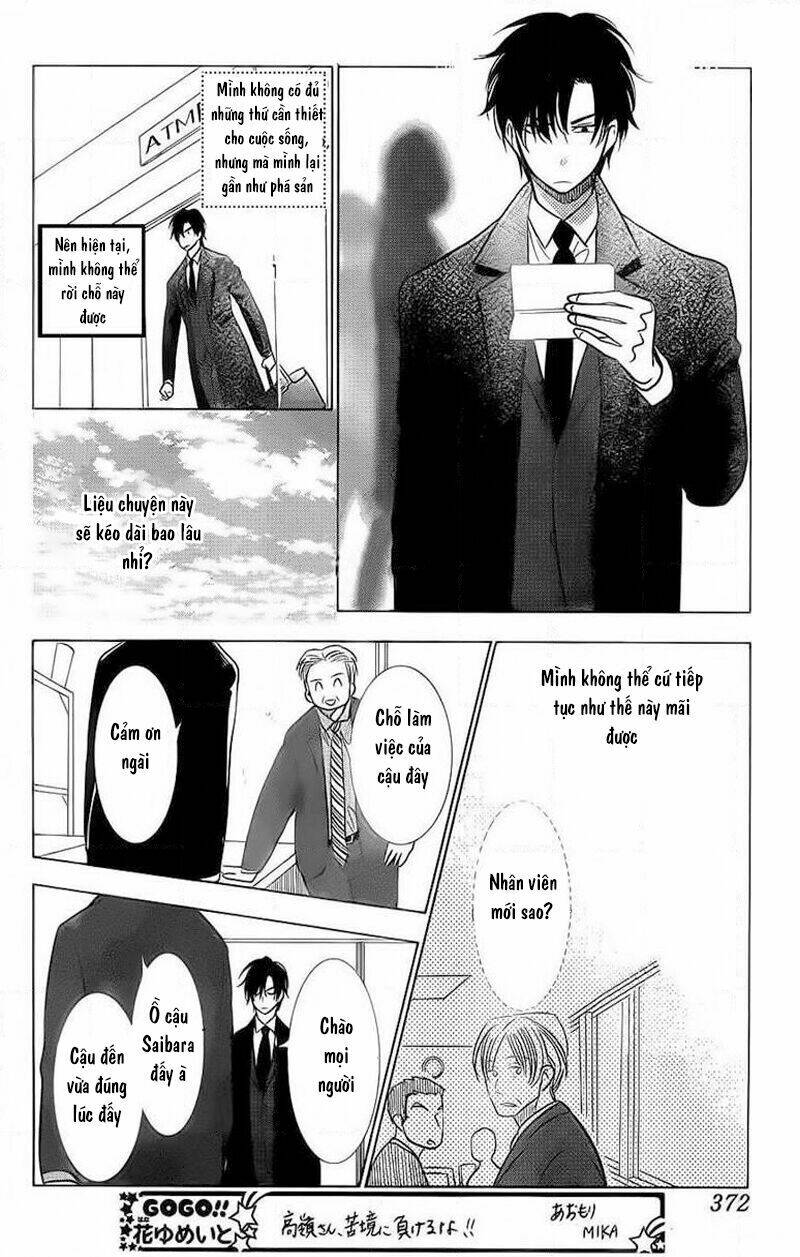 Mình không có đủ
những thứ cần thiết
cho cuộc sống,
nhưng mà mình lại
gần như phá sản
ATM
Nên hiện tại,
mình không thể
rời chỗ này
được
Liệu chuyện này
sẽ kéo dài bao lâu
nhỉ?
Mình không thể cứ tiếp
tục như thế này mãi
được
Chỗ làm
việc của
cậu đây
Cảm ơn
ngài
Nhân viên
mới sao?
Chào
mọi
người
Ồ cậu
Saibara
đấy à
Cậu đến
vừa đúng
lúc đấy
372
GOGO!!
花ゆめいと
高嶺さん、苦境に負けるな!!
あおもり
MIKA